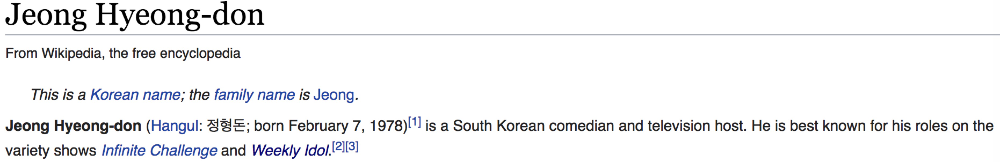 Jeong Hyeong-don
From Wikipedia, the free encyclopedia
This is a Korean name; the family name is Jeong.
Jeong Hyeong-don (Hangul: 정형돈; born February 7, 1978)[1] is a South Korean comedian and television host. He is best known for his roles on the
variety shows Infinite Challenge and Weekly Idol.[2][3]